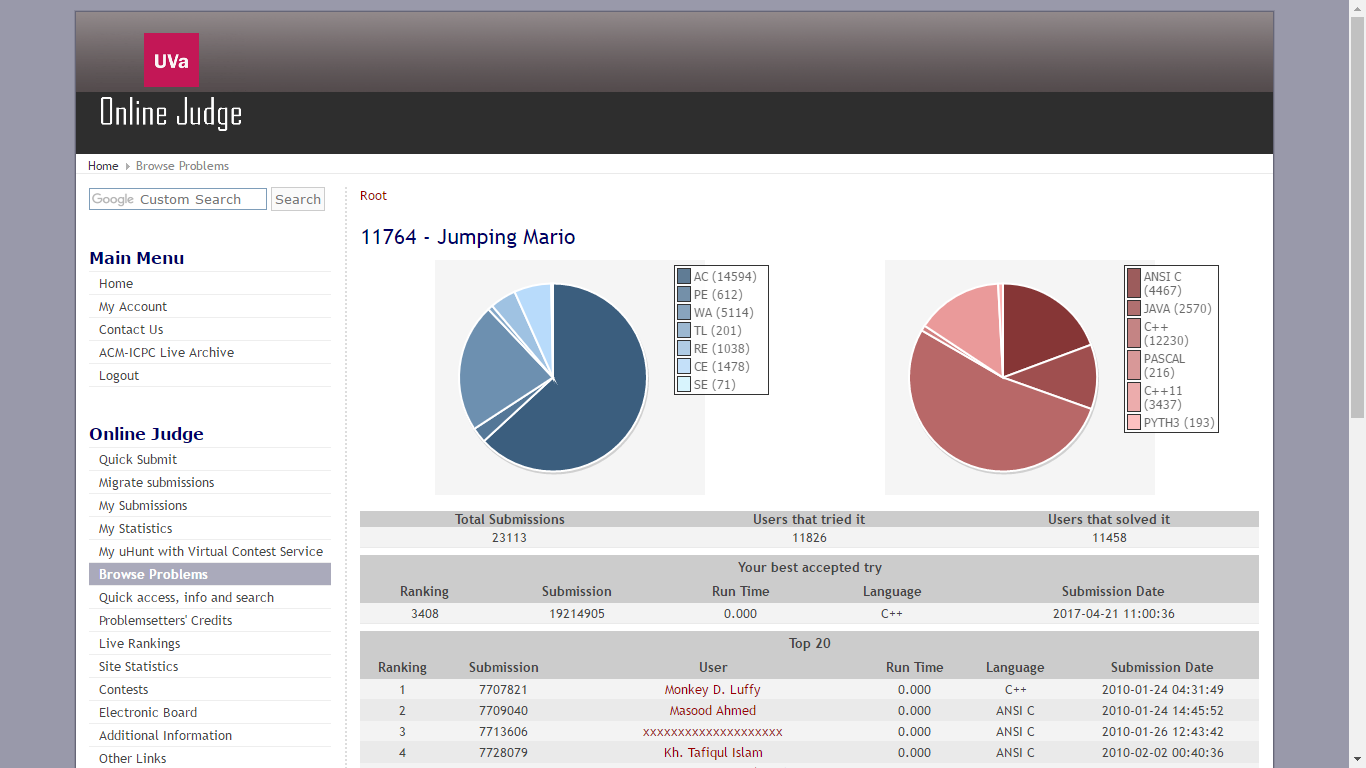 UVa
Online Judge
Home Browse Problems
Google Custom Search Search
Main Menu
Home
My Account
Contact Us
ACM-ICPC Live Archive
Logout
Online Judge
Quick Submit
Migrate submissions
My Submissions
My Statistics
My uHunt with Virtual Contest Service
Browse Problems
Quick access, info and search
Problemsetters' Credits
Live Rankings
Site Statistics
Contests
Electronic Board
Additional Information
Other Links
Root
11764 - Jumping Mario
AC (14594)
PE (612)
WA (5114)
TL (201)
RE (1038)
CE (1478)
SE (71)
ANSI C
(4467)
JAVA (2570)
C++
(12230)
PASCAL
(216)
C++11
(3437)
PYTH3 (193)
Total Submissions Users that tried it Users that solved it
23113 11826 11458
Your best accepted try
Ranking Submission Run Time Language Submission Date
3408 19214905 0.000 C++ 2017-04-21 11:00:36
Top 20
Ranking Submission User Run Time Language Submission Date
1 7707821 Monkey D. Luffy 0.000 C++ 2010-01-24 04:31:49
2 7709040 Masood Ahmed 0.000 ANSI C 2010-01-24 14:45:52
3 7713606 xxxxxxxxxxxxxxxxxxxx 0.000 ANSI C 2010-01-26 12:43:42
4 7728079 Kh. Tafiqul Islam 0.000 ANSI C 2010-02-02 00:40:36